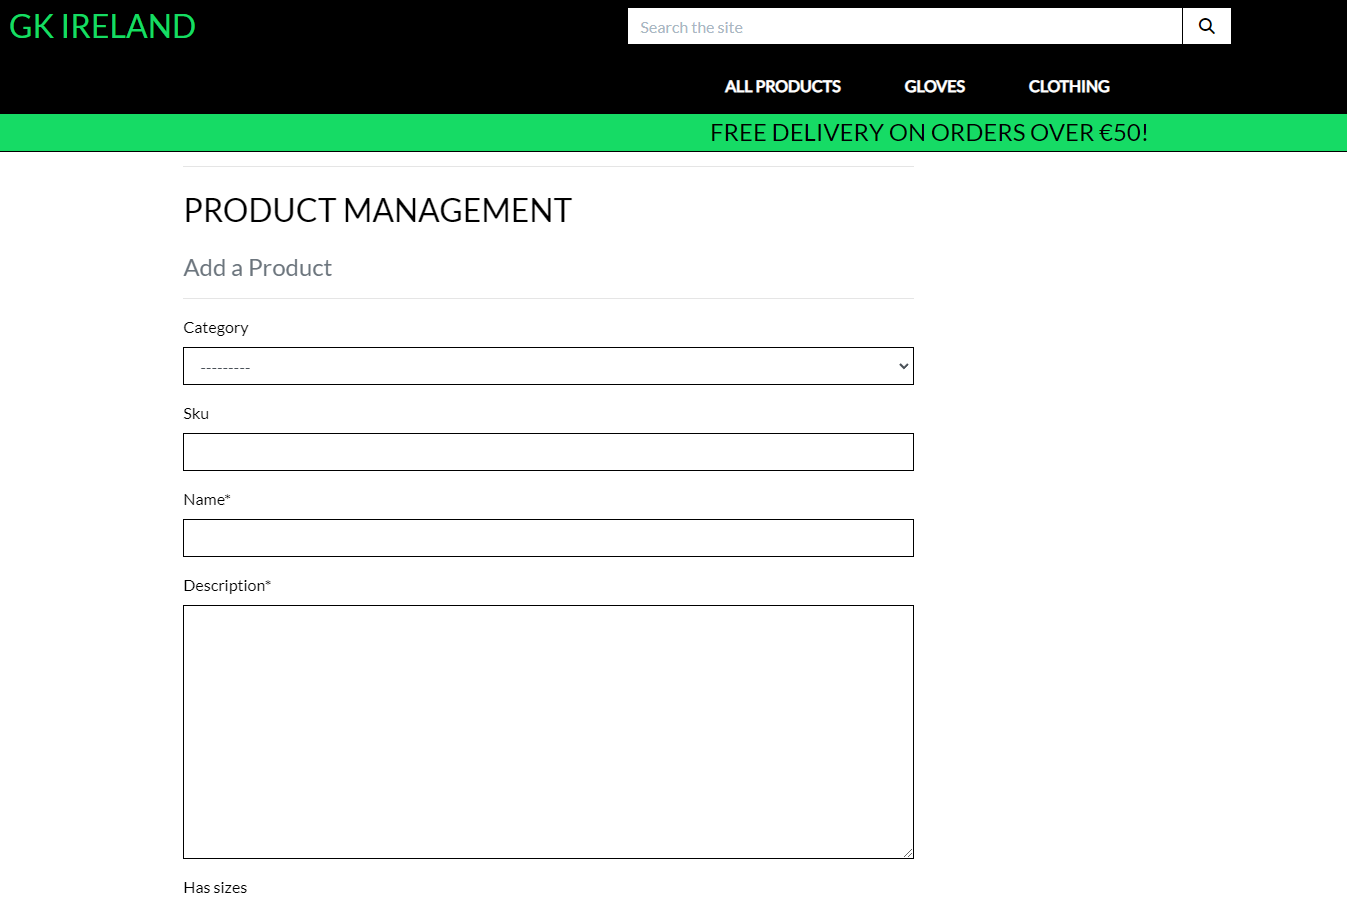 GK IRELAND
Search the site
ALL PRODUCTS GLOVES CLOTHING
FREE DELIVERY ON ORDERS OVER €50!
PRODUCT MANAGEMENT
Add a Product
Category
---------
Sku
Name*
Description*
Has sizes